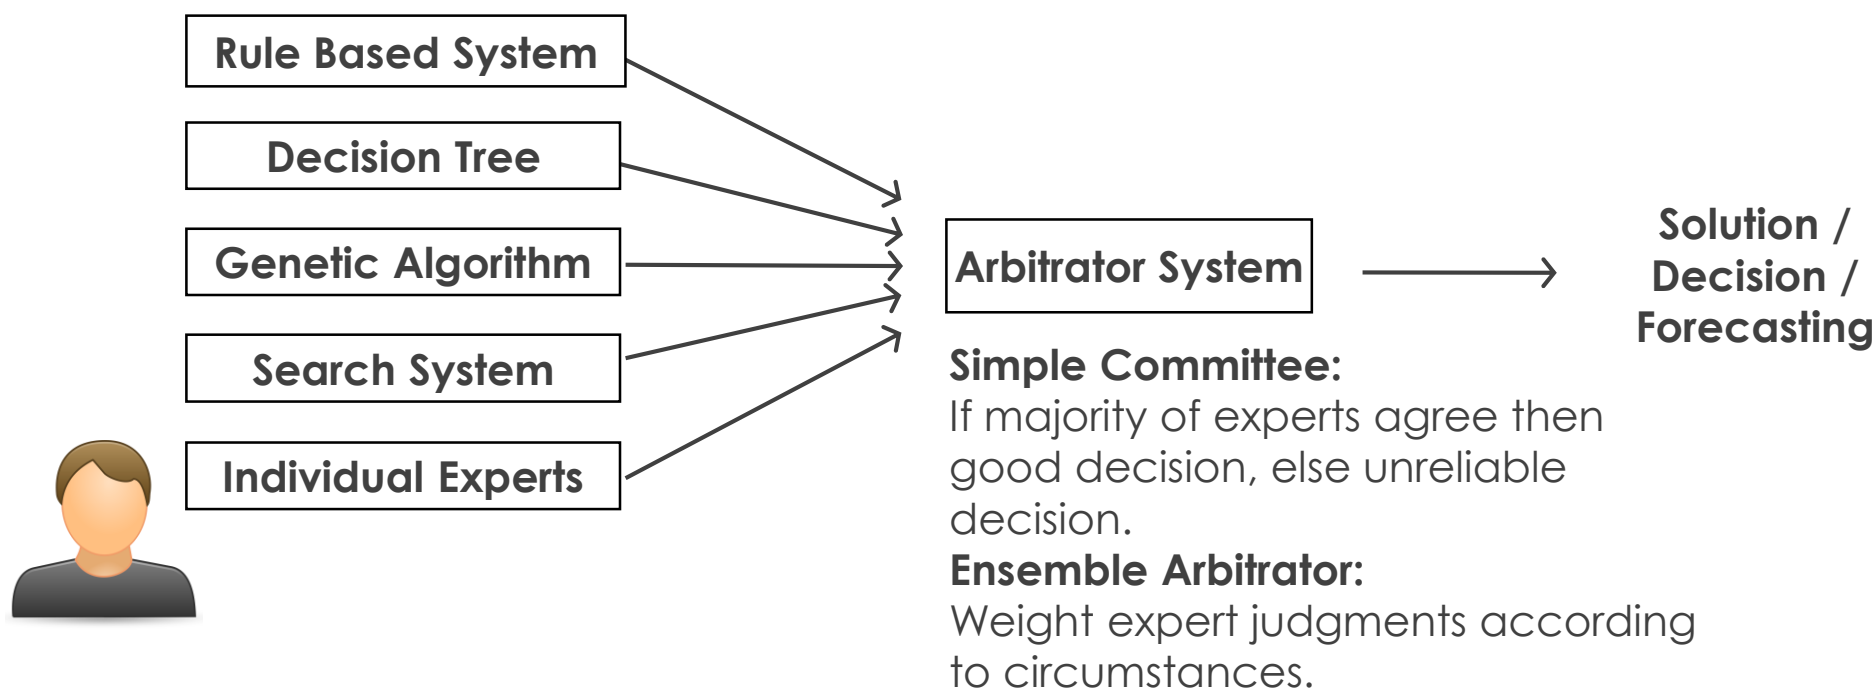 Rule Based System
Decision Tree
Genetic Algorithm
Search System
Individual Experts
Arbitrator System
Simple Committee:
If majority of experts agree then
good decision, else unreliable
decision.
Ensemble Arbitrator:
Weight expert judgments according
to circumstances.
Solution /
Decision /
Forecasting